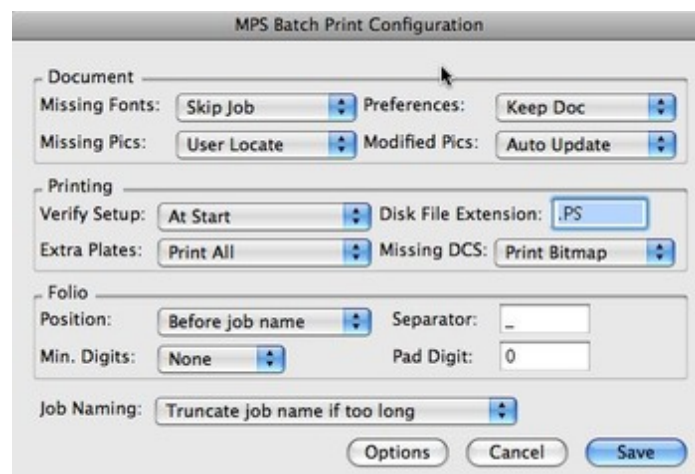 MPS Batch Print Configuration
Document
Missing Fonts: Skip Job Preferences: Keep Doc
Missing Pics: User Locate Modified Pics: Auto Update
Printing
Verify Setup: At Start Disk File Extension: .PS
Extra Plates: Print All Missing DCS: Print Bitmap
Folio
Position: Before job name Separator: _
Min. Digits: None Pad Digit: 0
Job Naming: Truncate job name if too long
Options Cancel Save